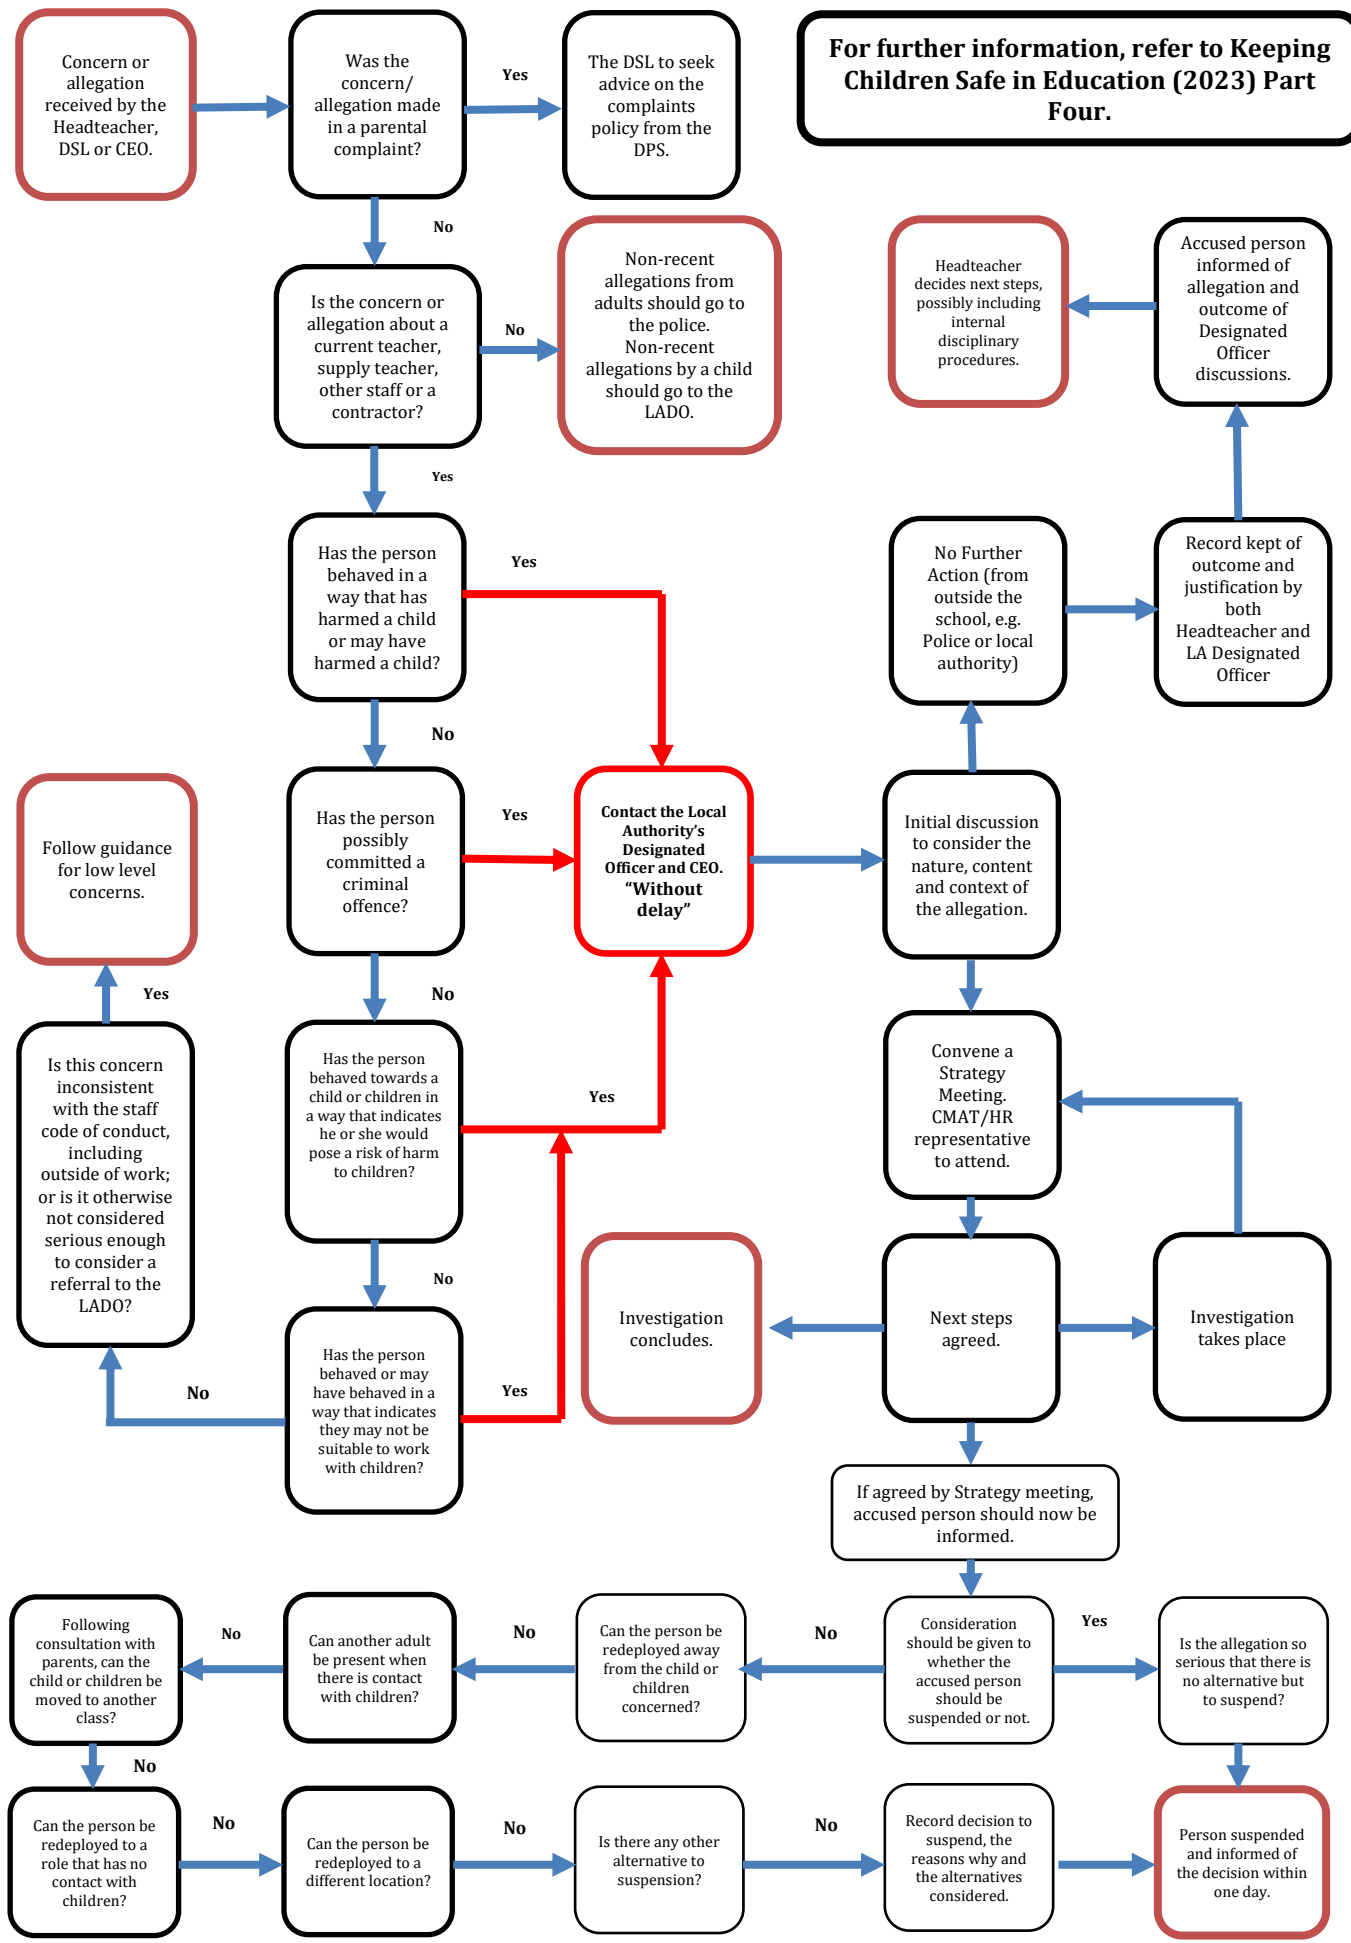 Concern or
allegation
received by the
Headteacher,
DSL or CEO.
Was the
concern/
allegation made
in a parental
complaint?
Yes
The DSL to seek
advice on the
complaints
policy from the
DPS.
For further information, refer to Keeping
Children Safe in Education (2023) Part
Four.
No
Is the concern or
allegation about a
current teacher,
supply teacher,
other staff or a
contractor?
No
Non-recent
allegations from
adults should go to
the police.
Non-recent
allegations by a child
should go to the
LADO.
Headteacher
decides next steps,
possibly including
internal
disciplinary
procedures.
Accused person
informed of
allegation and
outcome of
Designated
Officer
discussions.
Yes
Has the person
behaved in a
way that has
harmed a child
or may have
harmed a child?
Yes
No Further
Action (from
outside the
school, e.g.
Police or local
authority)
Record kept of
outcome and
justification by
both
Headteacher and
LA Designated
Officer
No
Follow guidance
for low level
concerns.
Has the person
possibly
committed a
criminal
offence?
Yes
Contact the Local
Authority’s
Designated
Officer and CEO.
“Without
delay”
Initial discussion
to consider the
nature, content
and context of
the allegation.
Yes
No
Is this concern
inconsistent
with the staff
code of conduct,
including
outside of work;
or is it otherwise
not considered
serious enough
to consider a
referral to the
LADO?
Has the person
behaved towards a
child or children in
a way that indicates
he or she would
pose a risk of harm
to children?
Yes
Convene a
Strategy
Meeting.
CMAT/HR
representative
to attend.
No
Investigation
concludes.
Next steps
agreed.
Investigation
takes place
No
Has the person
behaved or may
have behaved in a
way that indicates
they may not be
suitable to work
with children?
Yes
If agreed by Strategy meeting,
accused person should now be
informed.
Following
consultation with
parents, can the
child or children be
moved to another
class?
No
Can another adult
be present when
there is contact
with children?
No
Can the person be
redeployed away
from the child or
children
concerned?
No
Consideration
should be given to
whether the
accused person
should be
suspended or not.
Yes
Is the allegation so
serious that there is
no alternative but
to suspend?
No
Can the person be
redeployed to a
role that has no
contact with
children?
No
Can the person be
redeployed to a
different location?
No
Is there any other
alternative to
suspension?
No
Record decision to
suspend, the
reasons why and
the alternatives
considered.
Person suspended
and informed of
the decision within
one day.